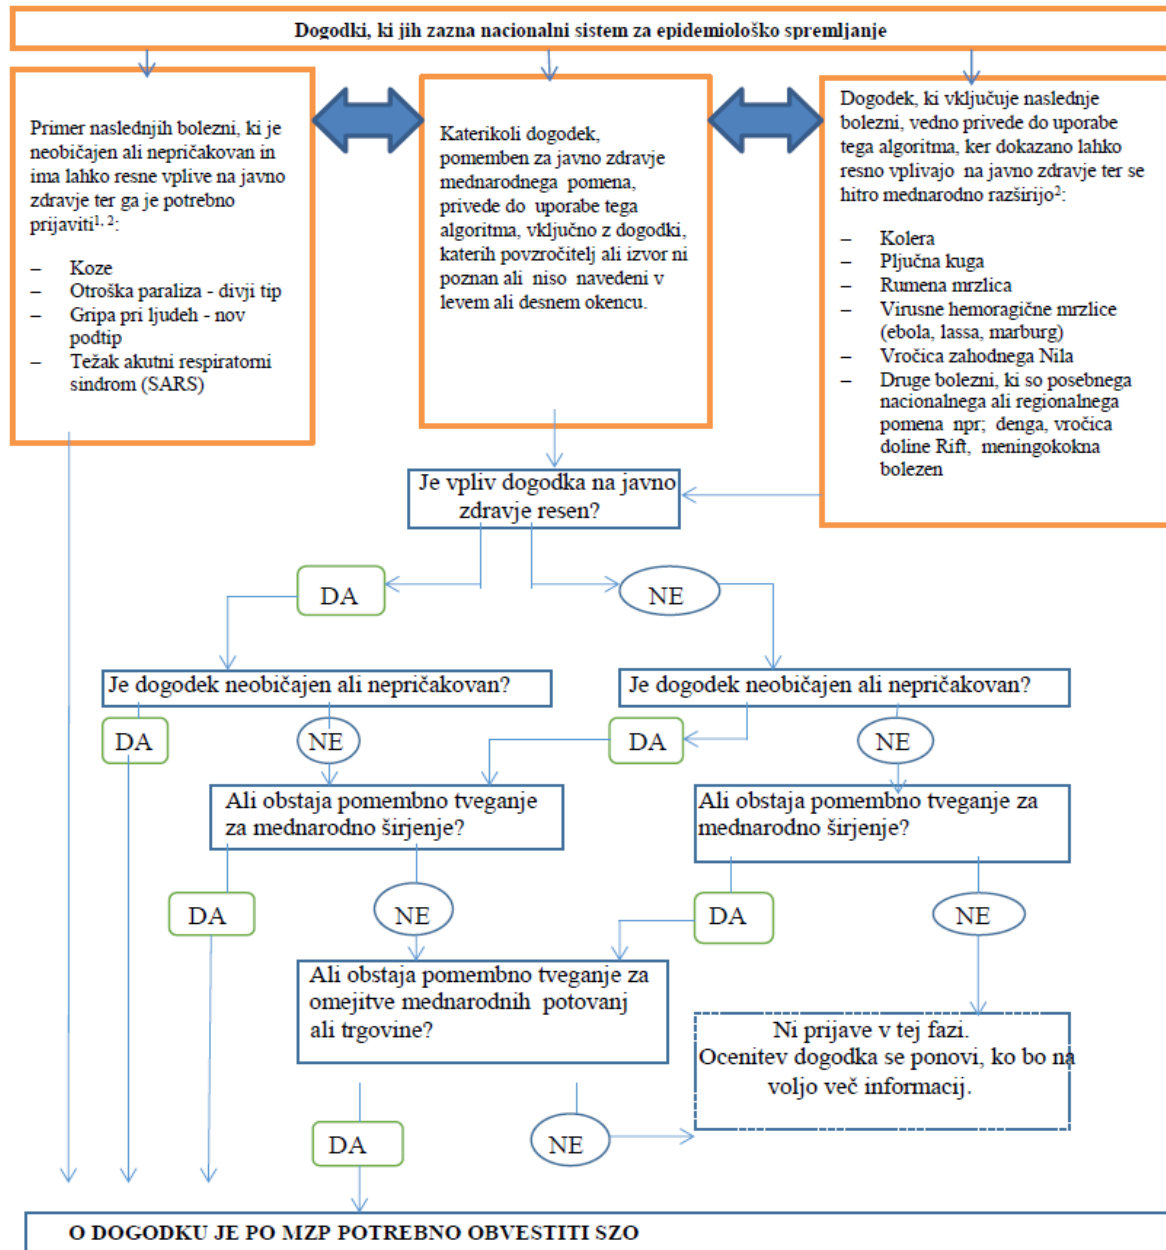 Dogodki, ki jih zazna nacionalni sistem za epidemiološko spremljanje
Primer naslednjih bolezni, ki je
neobičajen ali nepričakovan in
ima lahko resne vplive na javno
zdravje ter ga je potrebno
prijaviti1, 2:
– Koze
– Otroška paraliza - divji tip
– Gripa pri ljudeh - nov
podtip
– Težak akutni respiratorni
sindrom (SARS)
Katerikoli dogodek,
pomemben za javno zdravje
mednarodnega pomena,
privede do uporabe tega
algoritma, vključno z dogodki,
katerih povzročitelj ali izvor ni
poznan ali niso navedeni v
levem ali desnem okencu.
Dogodek, ki vključuje naslednje
bolezni, vedno privede do uporabe
tega algoritma, ker dokazano lahko
resno vplivajo na javno zdravje ter se
hitro mednarodno razširijo2:
– Kolera
– Pljučna kuga
– Rumena mrzlica
– Virusne hemoragične mrzlice
(ebola, lassa, marburg)
– Vročica zahodnega Nila
– Druge bolezni, ki so posebnega
nacionalnega ali regionalnega
pomena npr; denga, vročica
doline Rift, meningokokna
bolezen
Je vpliv dogodka na javno
zdravje resen?
DA
NE
Je dogodek neobičajen ali nepričakovan?
Je dogodek neobičajen ali nepričakovan?
DA
NE
DA
NE
Ali obstaja pomembno tveganje
za mednarodno širjenje?
Ali obstaja pomembno tveganje za
mednarodno širjenje?
DA
NE
DA
NE
Ali obstaja pomembno tveganje za
omejitve mednarodnih potovanj
ali trgovine?
Ni prijave v tej fazi.
Ocenitev dogodka se ponovi, ko bo na
voljo več informacij.
DA
NE
O DOGODKU JE PO MZP POTREBNO OBVESTITI SZO